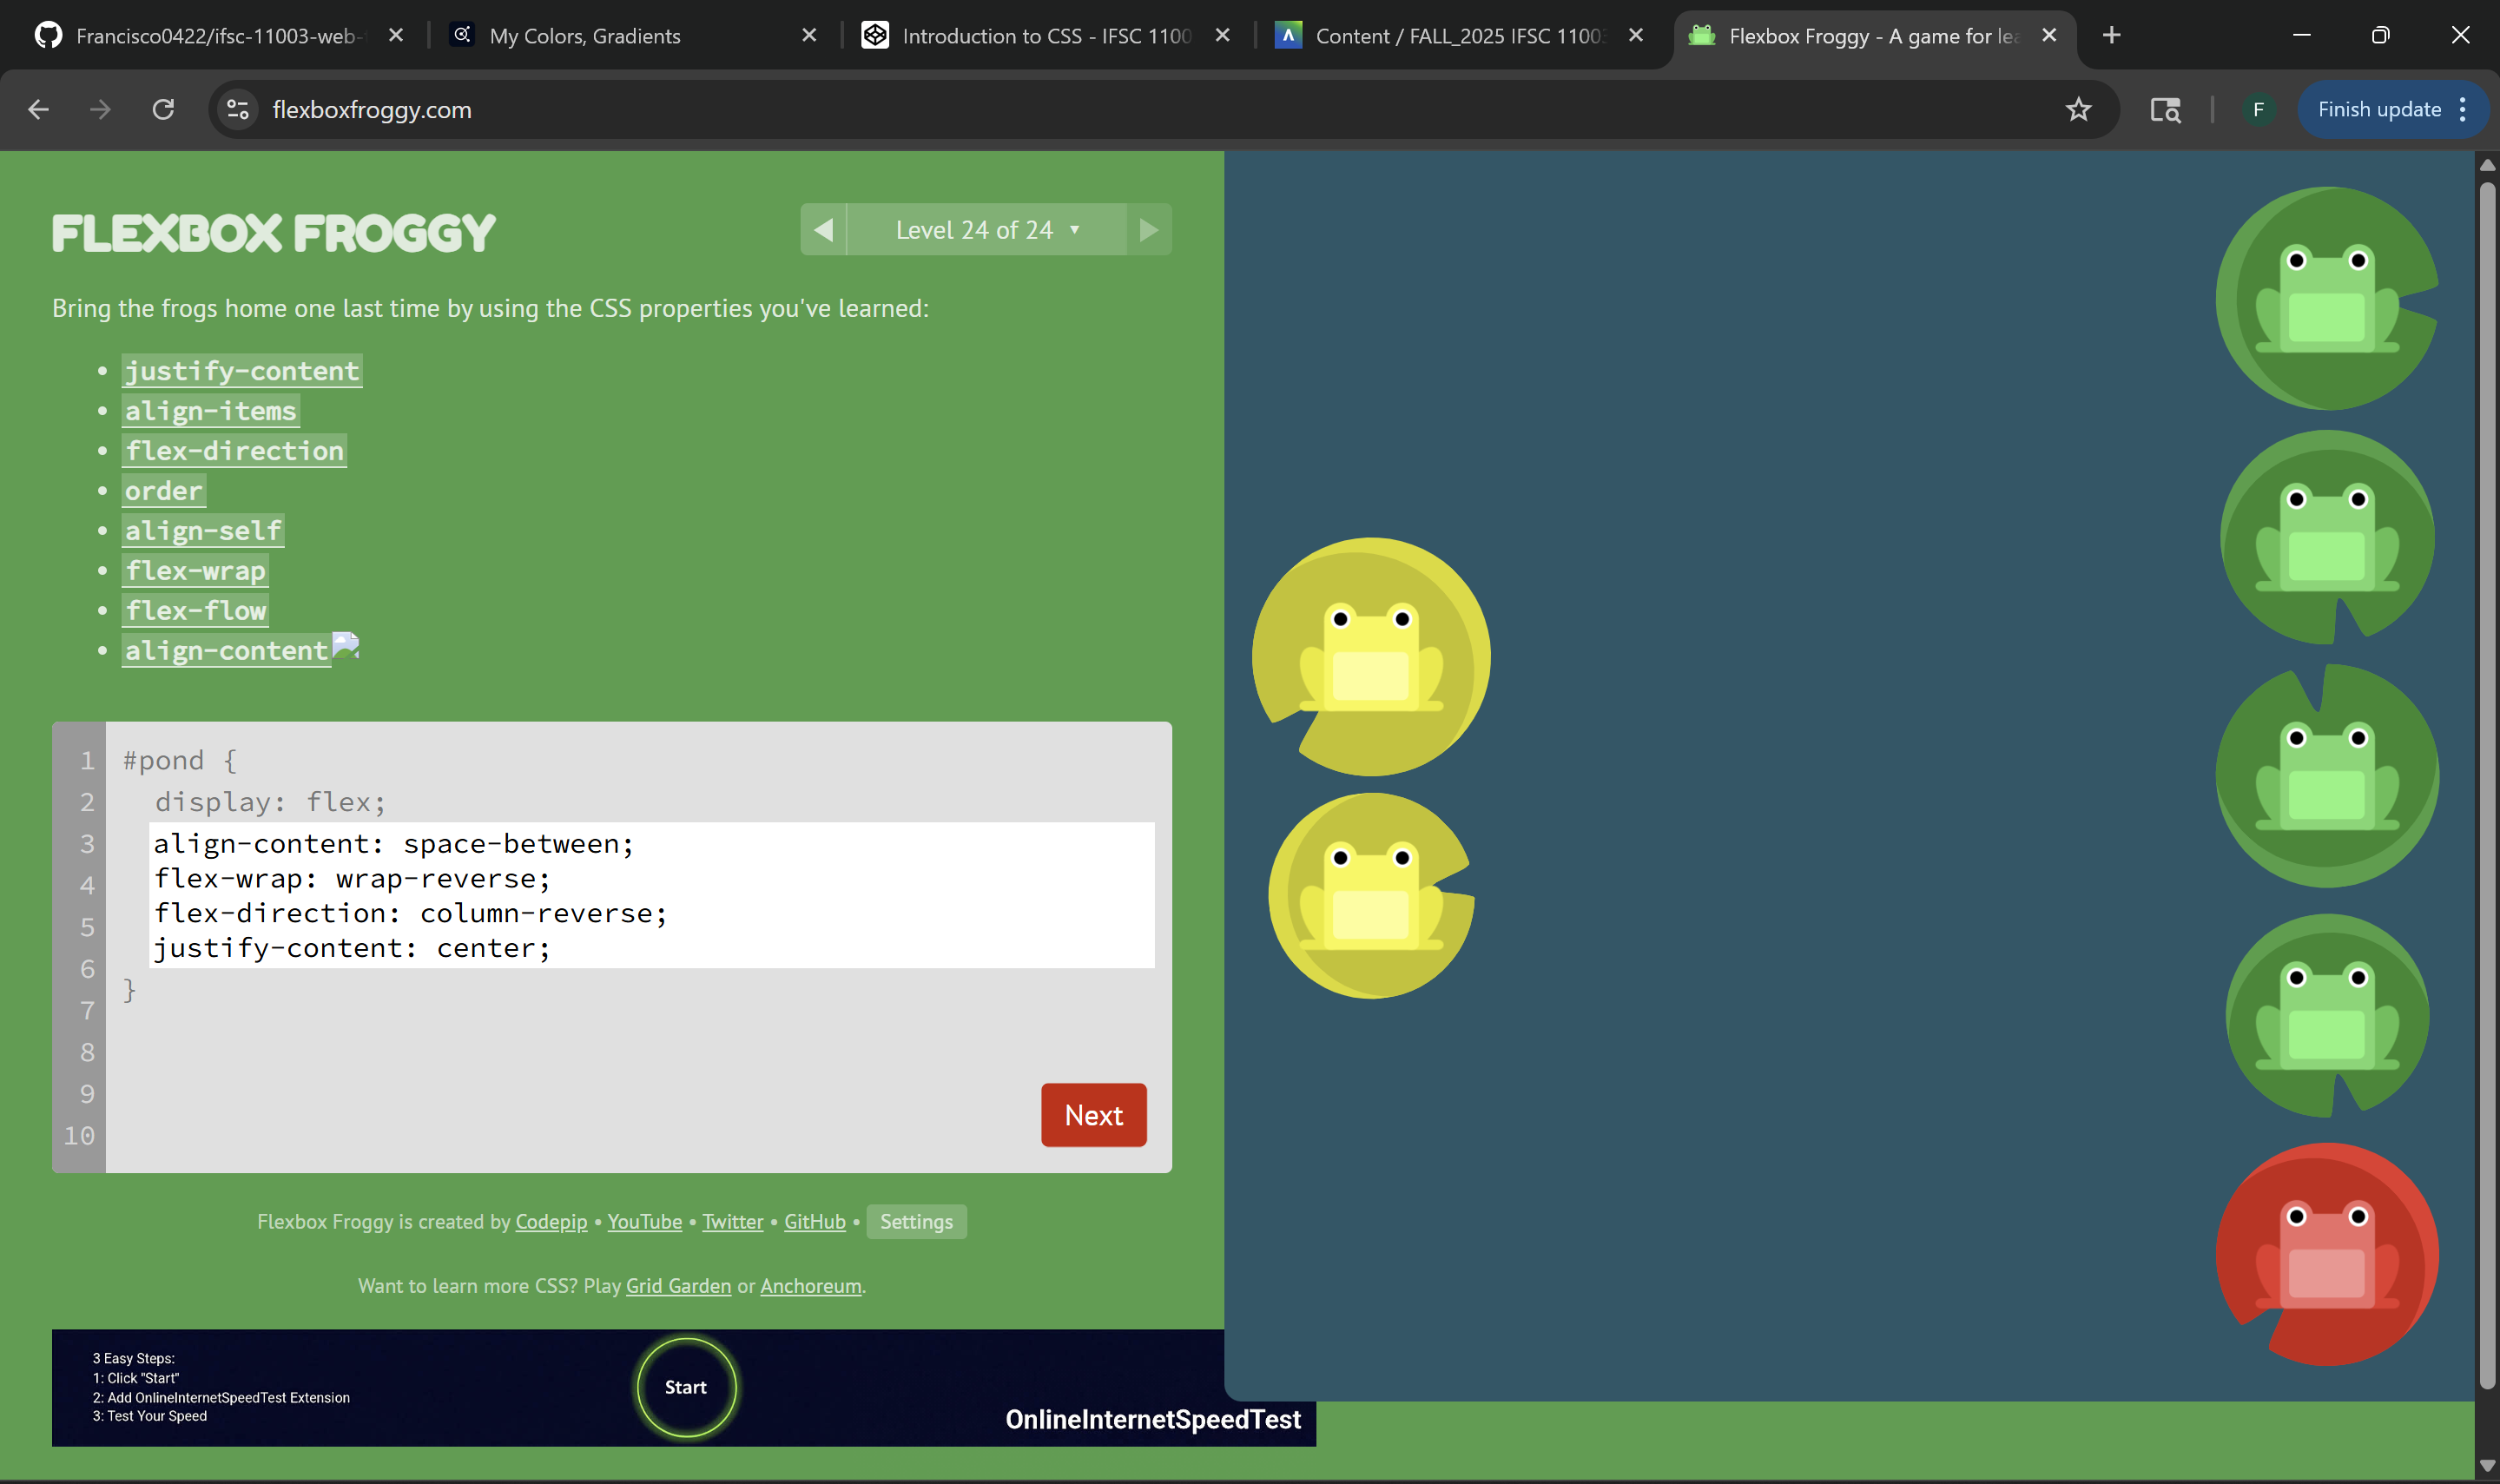 Francisco0422/ifsc-11003-web-
My Colors, Gradients
Introduction to CSS - IFSC 1100
Content / FALL_2025 IFSC 1100
Flexbox Froggy - A game for le
flexboxfroggy.com
F
Finish update
FLEXBOX FROGGY
Level 24 of 24
Bring the frogs home one last time by using the CSS properties you've learned:
justify-content
align-items
flex-direction
order
align-self
flex-wrap
flex-flow
align-content
1 #pond {
2 display: flex;
3 align-content: space-between;
4 flex-wrap: wrap-reverse;
5 flex-direction: column-reverse;
6 justify-content: center;
7 }
8
9
10
Next
Flexbox Froggy is created by Codepip • YouTube • Twitter • GitHub • Settings
Want to learn more CSS? Play Grid Garden or Anchoreum.
3 Easy Steps:
1: Click "Start"
2: Add OnlineInternetSpeedTest Extension
3: Test Your Speed
Start
OnlineInternetSpeedTest